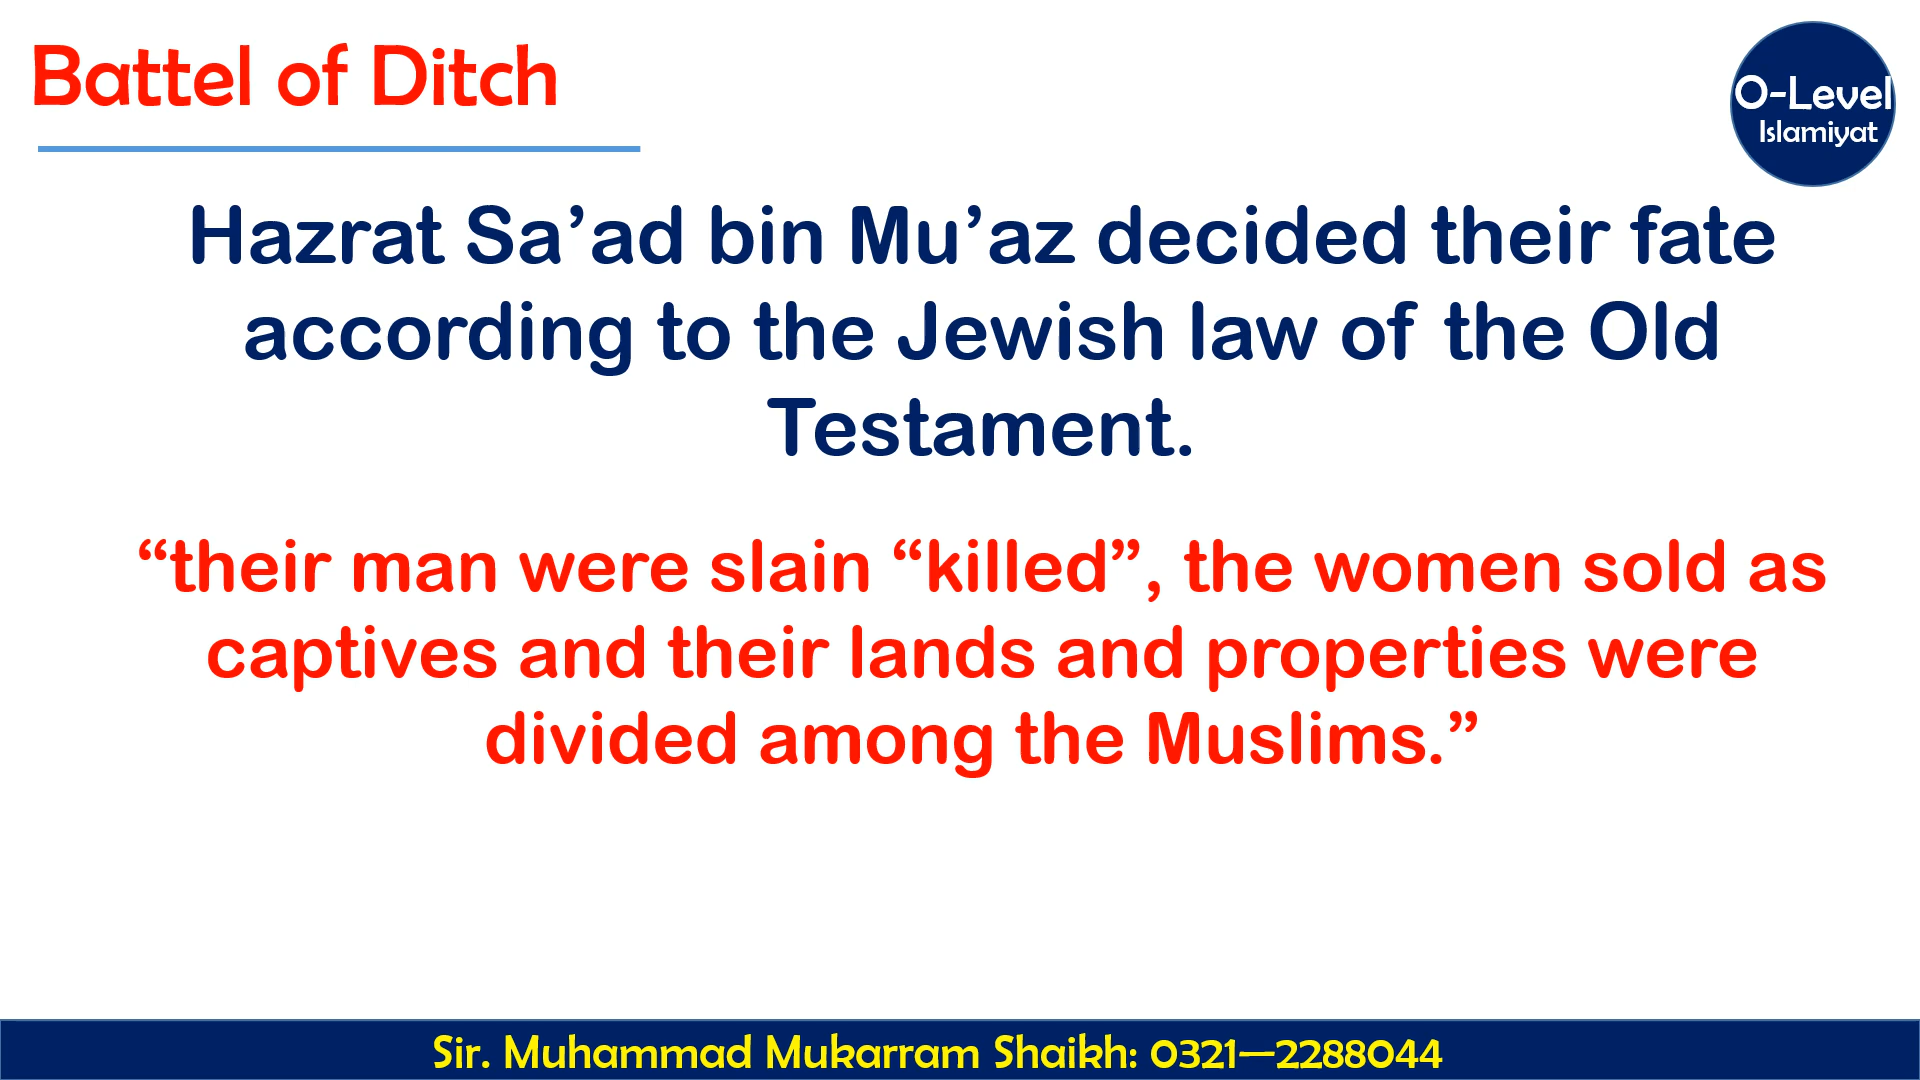 Battel of Ditch
O-Level
Islamiyat
Hazrat Sa’ad bin Mu’az decided their fate
according to the Jewish law of the Old
Testament.
“their man were slain “killed”, the women sold as
captives and their lands and properties were
divided among the Muslims.”
Sir. Muhammad Mukarram Shaikh: 0321—2288044